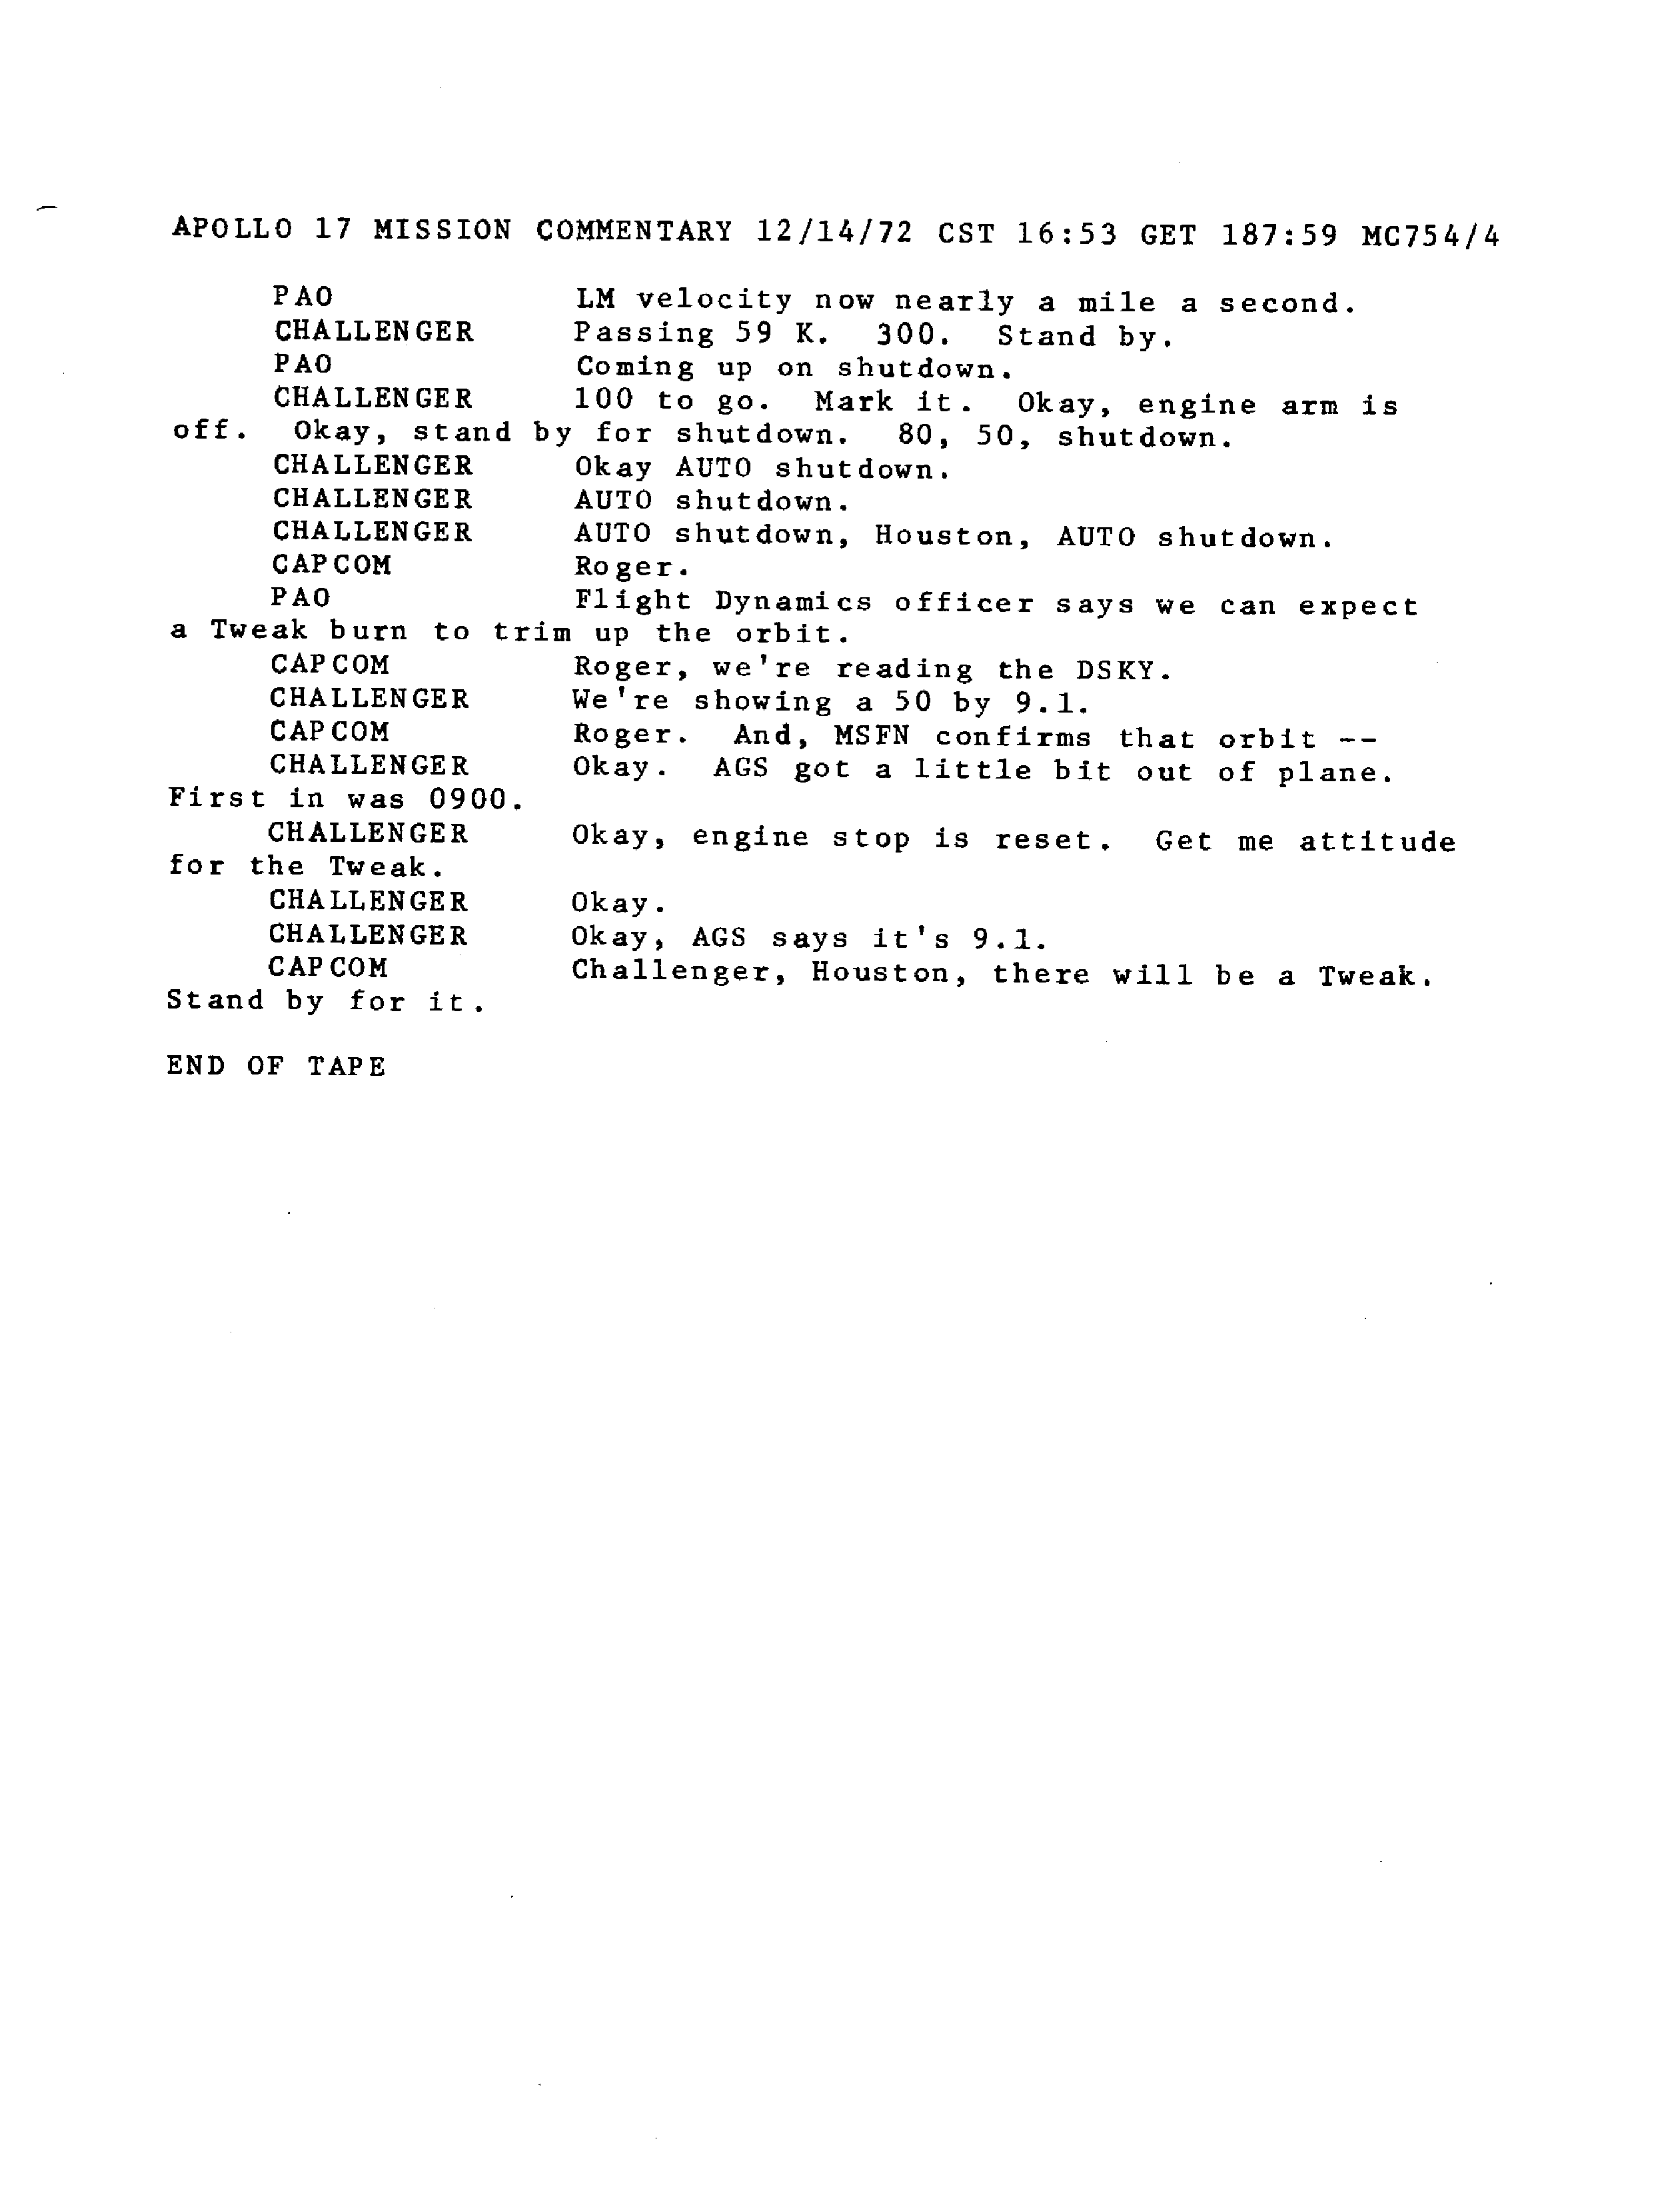 APOLLO 17 MISSION COMMENTARY 12/14/72 CST 16:53 GET 187:59 MC754/4
PAO LM velocity now nearly a mile a second.
CHALLENGER Passing 59 K. 300. Stand by.
PAO Coming up on shutdown.
CHALLENGER 100 to go. Mark it. Okay, engine arm is
off. Okay, stand by for shutdown. 80, 50, shutdown.
CHALLENGER Okay AUTO shutdown.
CHALLENGER AUTO shutdown.
CHALLENGER AUTO shutdown, Houston, AUTO shutdown.
CAPCOM Roger.
PAO Flight Dynamics officer says we can expect
a Tweak burn to trim up the orbit.
CAPCOM Roger, we're reading the DSKY.
CHALLENGER We're showing a 50 by 9.1.
CAPCOM Roger. And, MSFN confirms that orbit --
CHALLENGER Okay. AGS got a little bit out of plane.
First in was 0900.
CHALLENGER Okay, engine stop is reset. Get me attitude
for the Tweak.
CHALLENGER Okay.
CHALLENGER Okay, AGS says it's 9.1.
CAPCOM Challenger, Houston, there will be a Tweak.
Stand by for it.
END OF TAPE